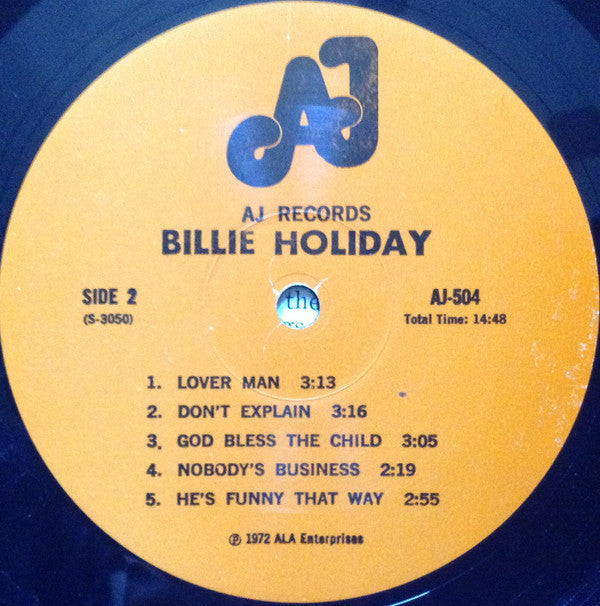 AJ
AJ RECORDS
BILLIE HOLIDAY
SIDE 2
(S-3050)
AJ-504
Total Time: 14:48
the
1. LOVER MAN 3:13
2. DON'T EXPLAIN 3:16
3. GOD BLESS THE CHILD 3:05
4. NOBODY'S BUSINESS 2:19
5. HE'S FUNNY THAT WAY 2:55
Ⓟ 1972 ALA Enterprises